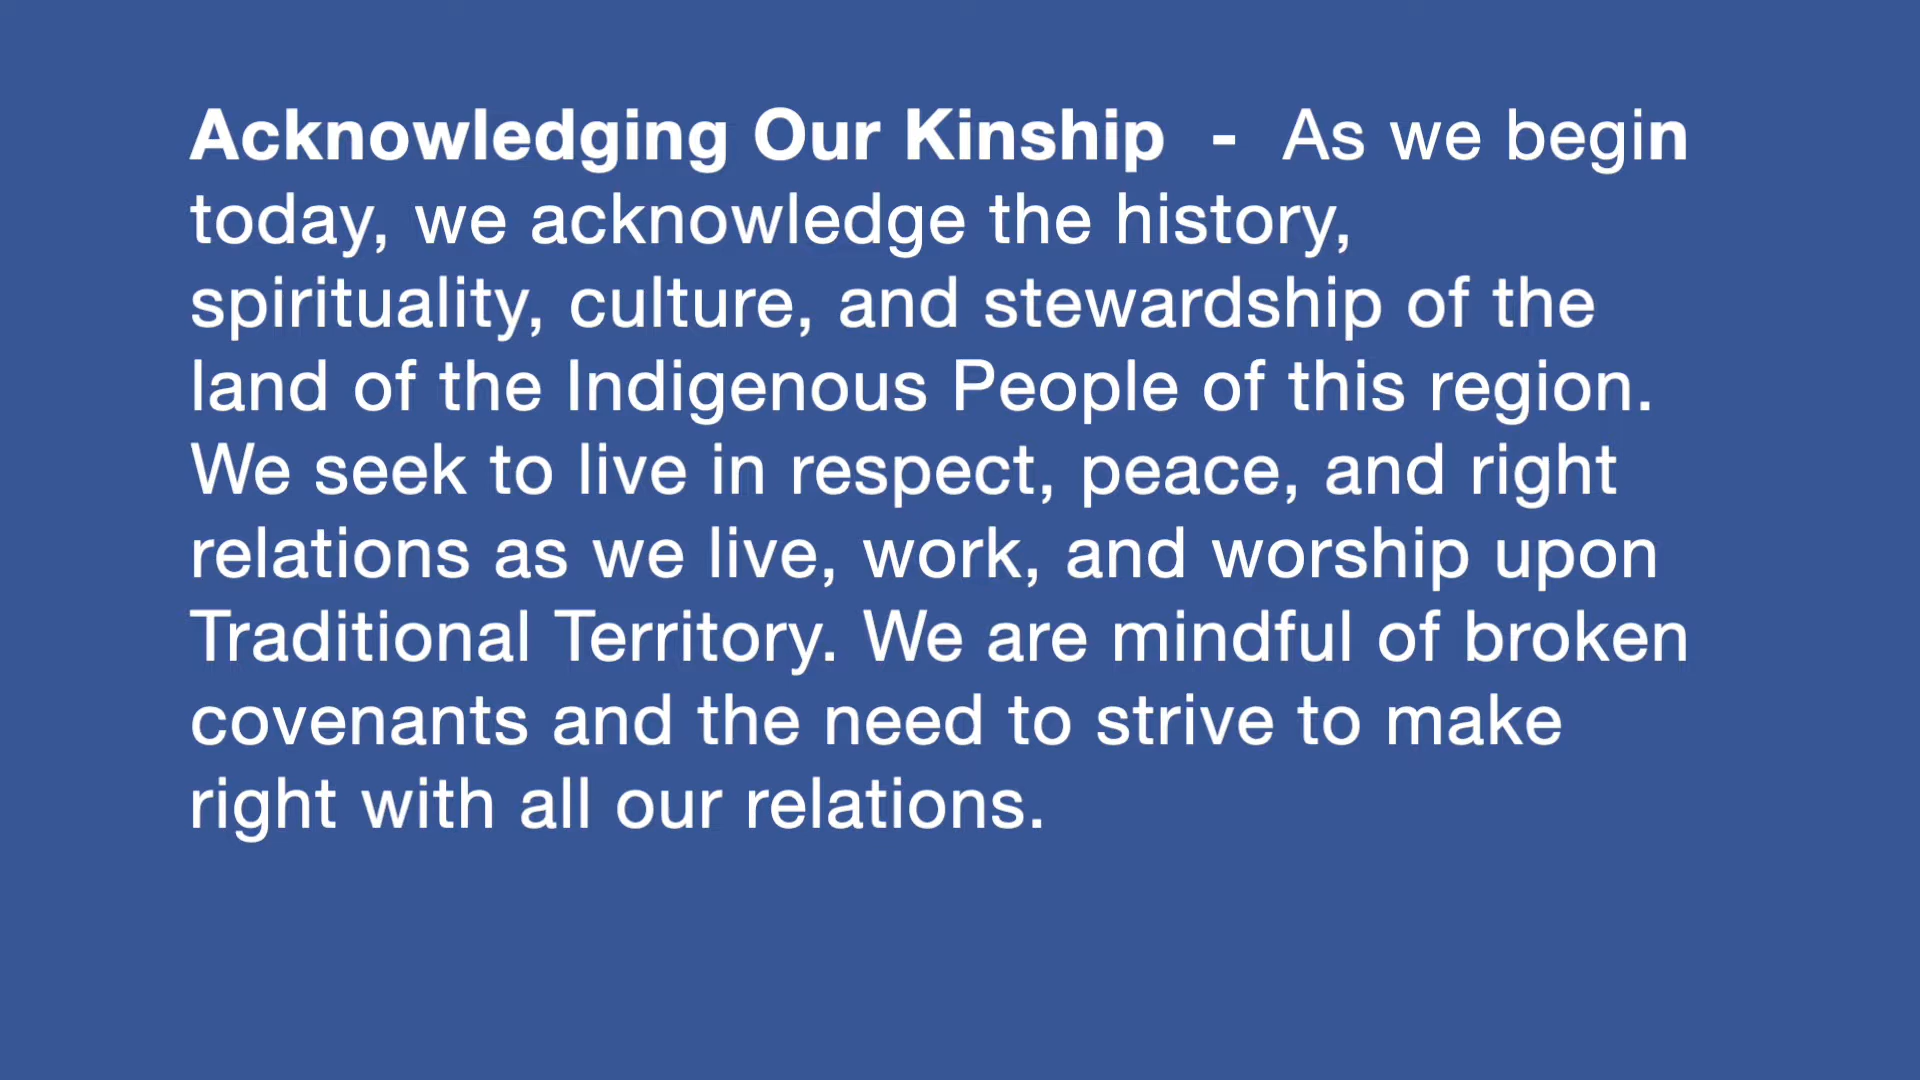 Acknowledging Our Kinship - As we begin
today, we acknowledge the history,
spirituality, culture, and stewardship of the
land of the Indigenous People of this region.
We seek to live in respect, peace, and right
relations as we live, work, and worship upon
Traditional Territory. We are mindful of broken
covenants and the need to strive to make
right with all our relations.